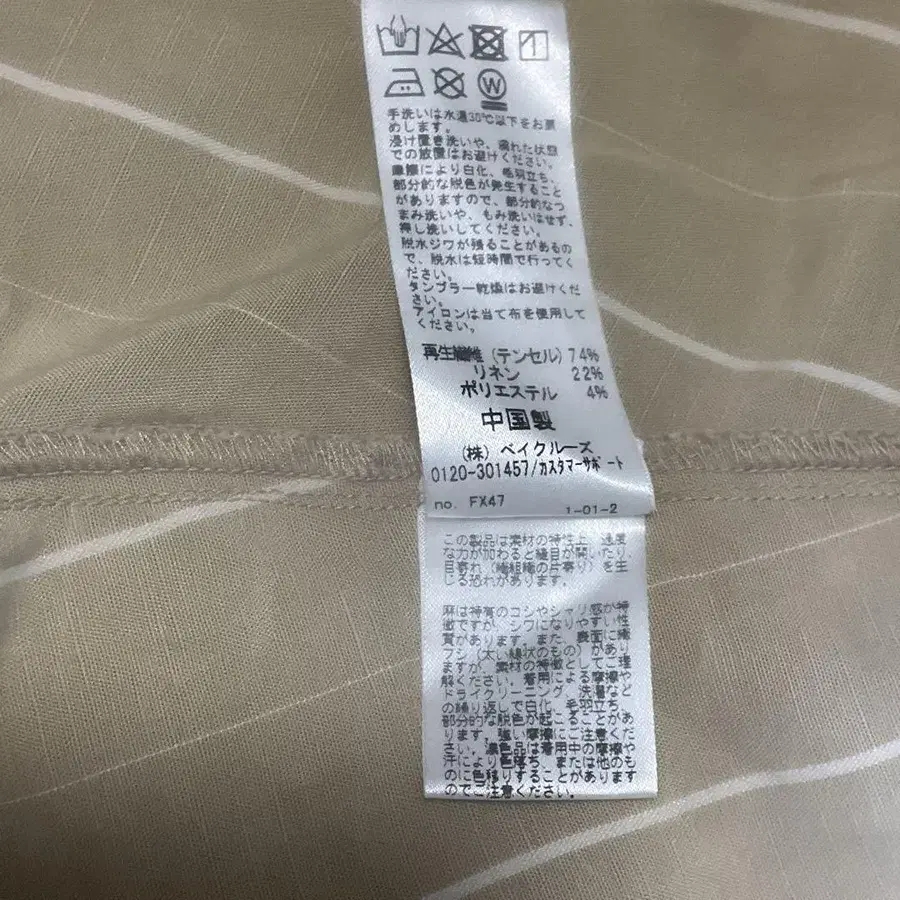 W
手洗いは水温30℃以下をお薦
めします。
浸け置き洗いや、濡れた状態
での放置はお避けください。
摩擦により白化、毛羽立ち、
部分的な脱色が発生すること
がありますので、部分的なつ
まみ洗いや、もみ洗いはせず、
押し洗いしてください。
脱水ジワが残ることがあるの
で、脱水は短時間で行ってく
ださい。
タンブラー乾燥はお避けくだ
さい。
アイロンは当て布を使用して
ください。
再生繊維(テンセル) 74%
リネン 22%
ポリエステル 4%
中国製
(株)ベイクルーズ
0120-301457/カスタマーサポート
no. FX47 1-01-2
この製品は素材の特性上、過度
な力が加わると縫目が開いたり、
目寄れ(織組織の片寄り)を生
じる恐れがあります。
麻は特有のコシやシャリ感が特
徴ですが、シワになりやすい性
質があります。また、表面に繊
フシ(太い線状のもの)があり
ますが、素材の特徴としてご理
解ください。着用による摩擦や
ドライクリーニング、洗濯など
の繰り返しで白化、毛羽立ち、
部分的な脱色が起こることがあ
ります。強い摩擦にご注意くだ
さい。濃色品は着用中の摩擦や
汗により色落ち、または他のも
のに色移りすることがあります
のでご注意ください。